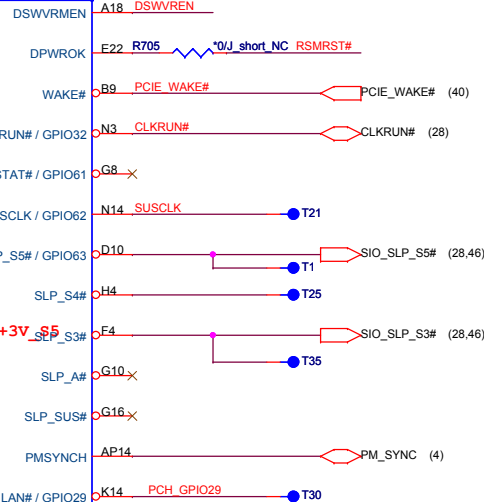 DSWVRMEN A18 DSWVREN
DPWROK E22 R705 *0/J_short_NC RSMRST#
WAKE# B9 PCIE_WAKE# PCIE_WAKE# (40)
RUN# / GPIO32 N3 CLKRUN# CLKRUN# (28)
STAT# / GPIO61 G8
SCLK / GPIO62 N14 SUSCLK T21
P_S5# / GPIO63 D10 SIO_SLP_S5# (28,46)
T1
SLP_S4# H4 T25
+3V_S5 SLP_S3# F4 SIO_SLP_S3# (28,46)
T35
SLP_A# G10
SLP_SUS# G16
PMSYNCH AP14 PM_SYNC (4)
LAN# / GPIO29 K14 PCH_GPIO29 T30